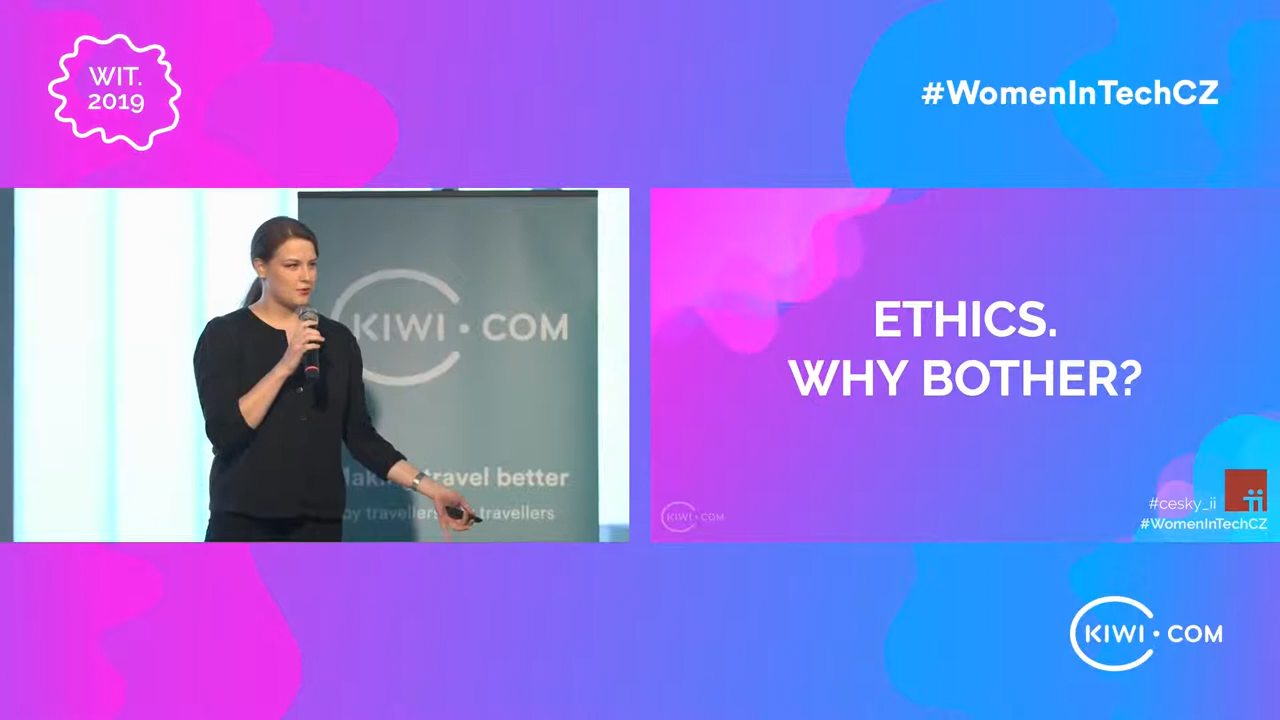 WIT.
2019
#WomenInTechCZ
KIWI.COM
travel better
by travellers travellers
ETHICS.
WHY BOTHER?
#cesky_ii
ii
#WomenInTechCZ
KIWI.COM
KIWI.COM